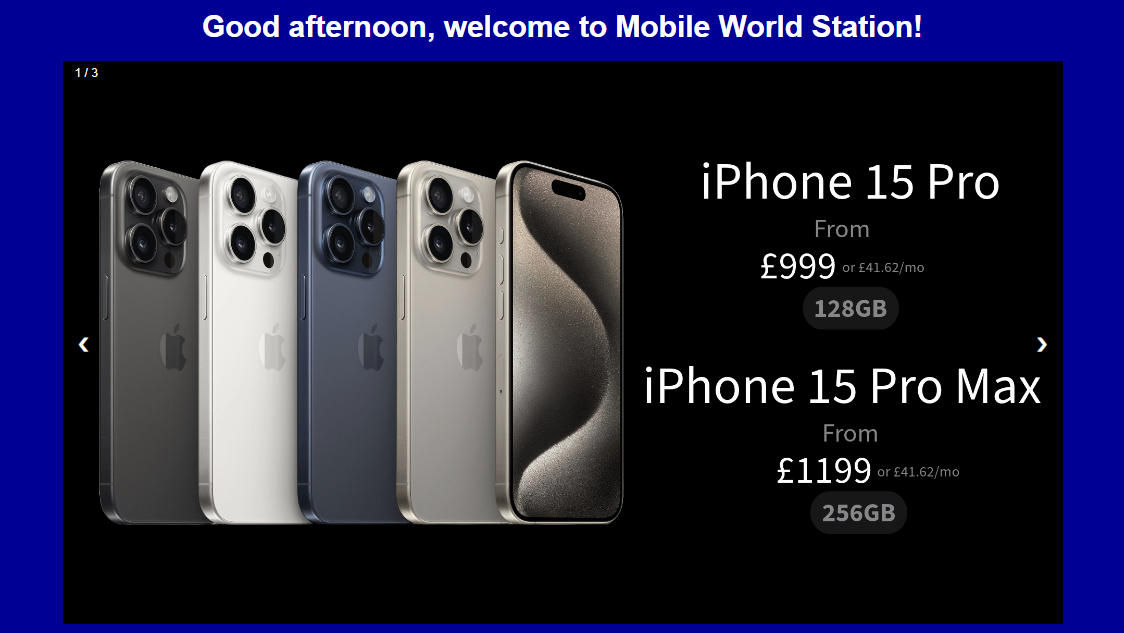 Good afternoon, welcome to Mobile World Station!
1 / 3
iPhone 15 Pro
From
£999 or £41.62/mo
128GB
❮ ❯
iPhone 15 Pro Max
From
£1199 or £41.62/mo
256GB